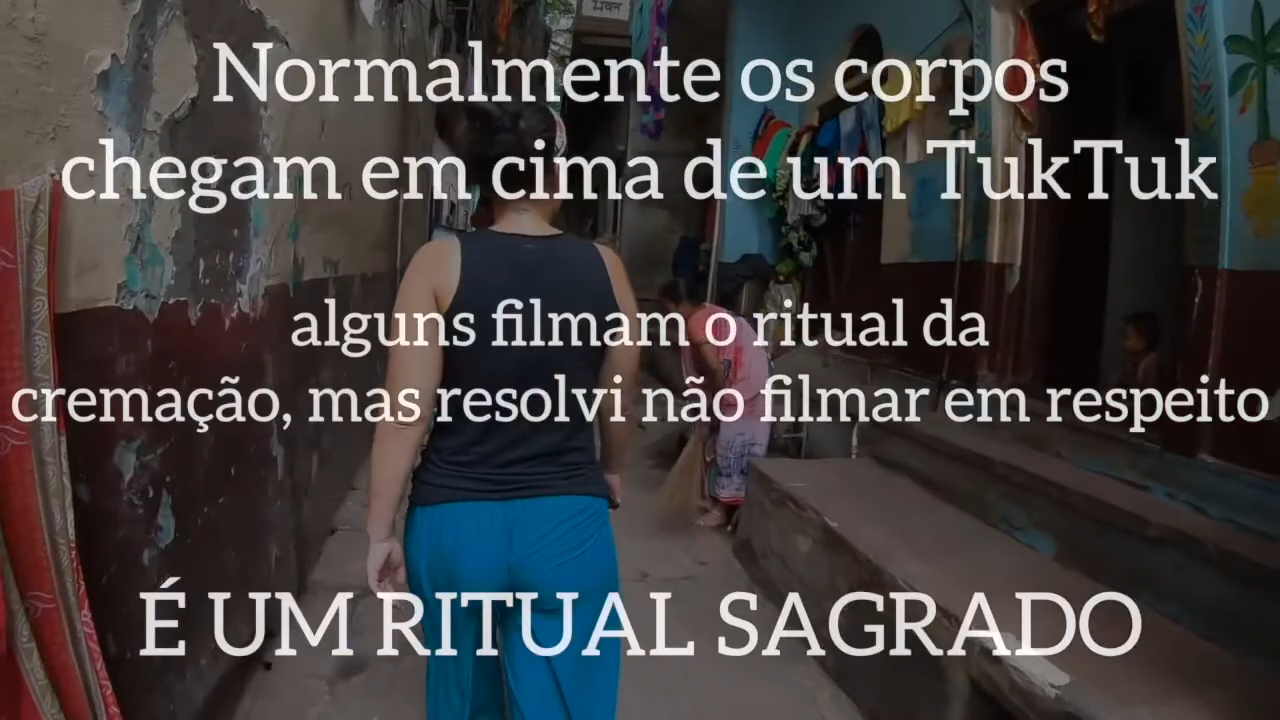 भवन
Normalmente os corpos
chegam em cima de um TukTuk
alguns filmam o ritual da
cremação, mas resolvi não filmar em respeito
É UM RITUAL SAGRADO